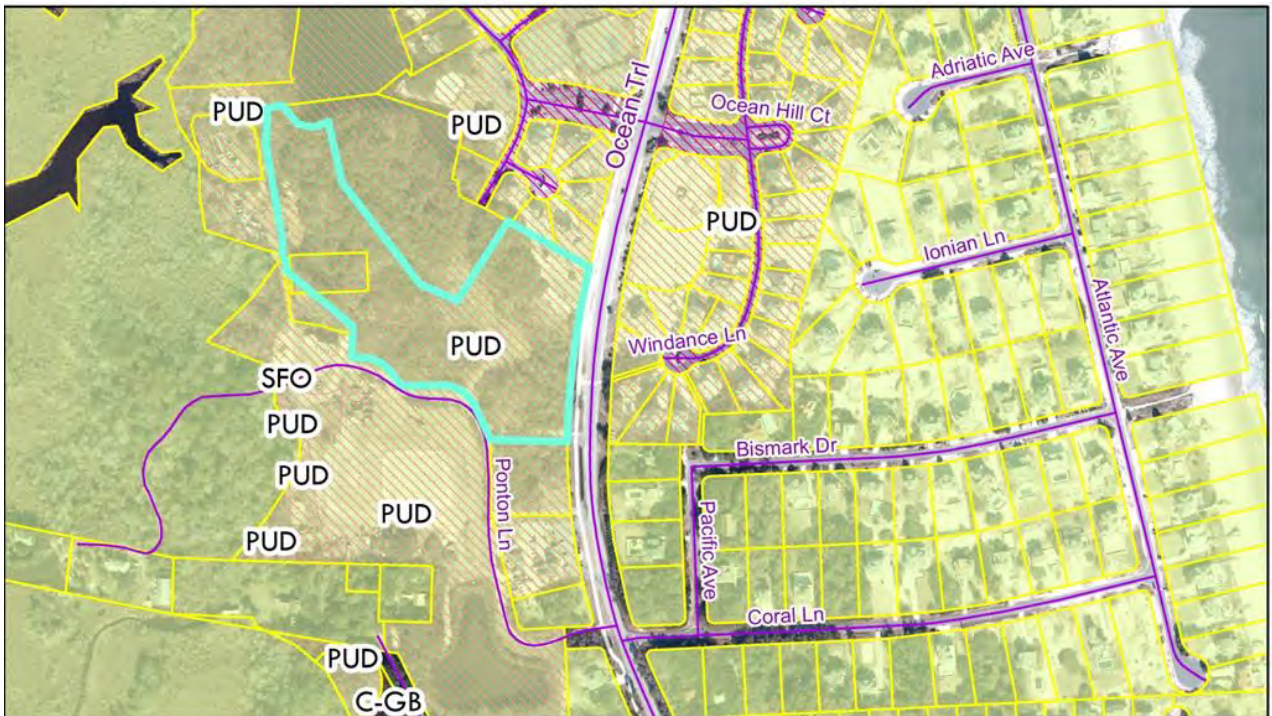 Adriatic Ave
Ocean Trl
Ocean Hill Ct
PUD
PUD
PUD
Ionian Ln
Atlantic Ave
Windance Ln
PUD
SFO
PUD
Bismark Dr
Ponton Ln
PUD
PUD
Pacific Ave
PUD
Coral Ln
PUD
C-GB